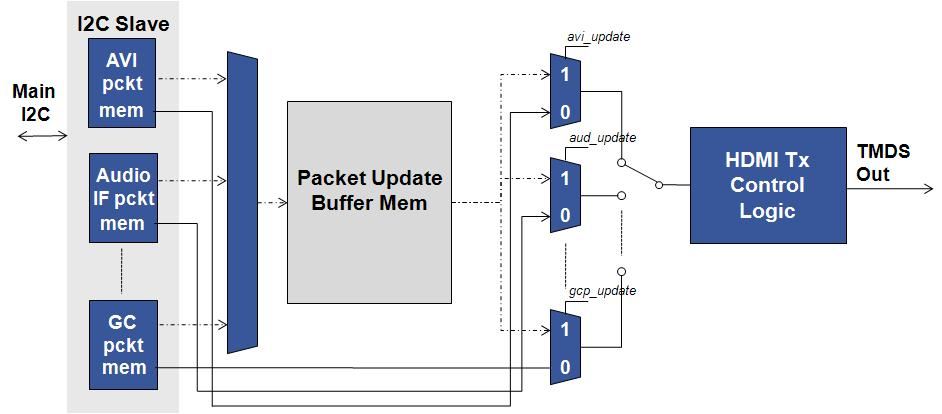 I2C Slave
AVI
pckt
mem
Main
I2C
Audio
IF pckt
mem
GC
pckt
mem
Packet Update
Buffer Mem
avi_update
1
0
aud_update
1
0
gcp_update
1
0
HDMI Tx
Control
Logic
TMDS
Out